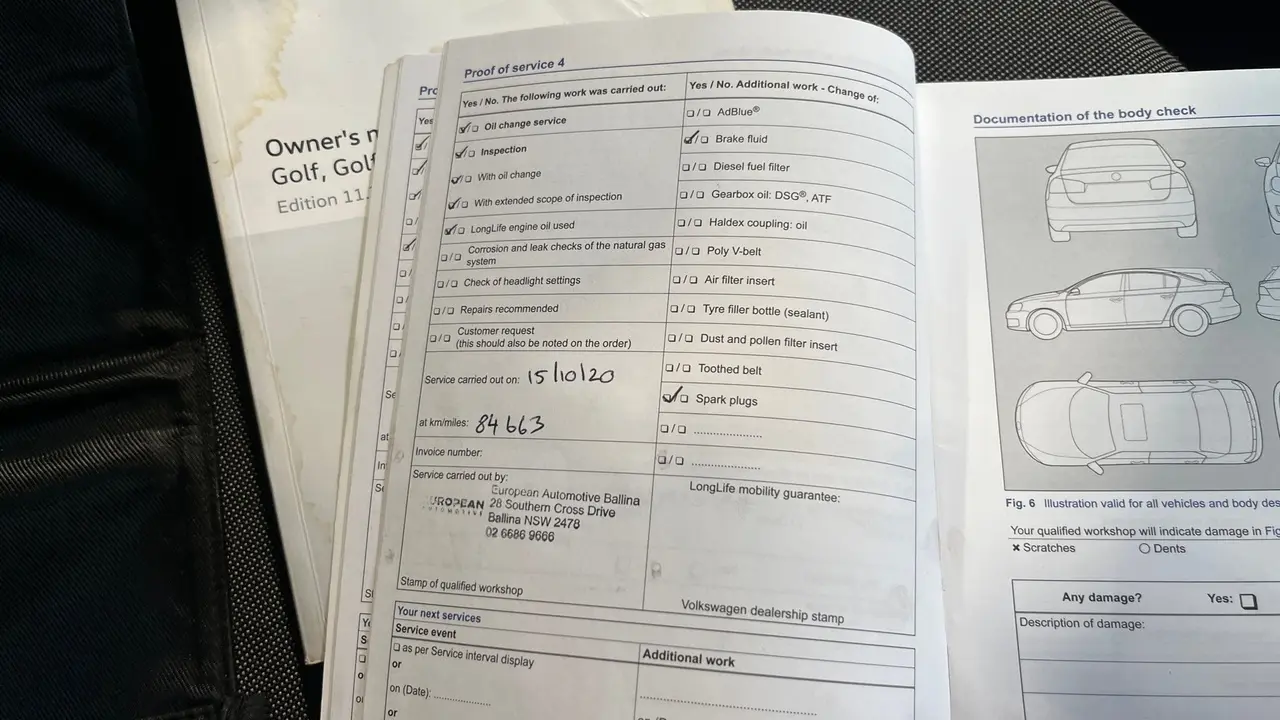 Owner's
Golf,
Edition 11.
Proof of service 4
Yes / No. The following work was carried out:
☑/☐ Oil change service
☑/☐ Inspection
☑/☐ With oil change
☑/☐ With extended scope of inspection
☑/☐ LongLife engine oil used
☐/☐ Corrosion and leak checks of the natural gas
system
☐/☐ Check of headlight settings
☐/☐ Repairs recommended
☐/☐ Customer request
(this should also be noted on the order)
Service carried out on: 15/10/20
at km/miles: 84 663
Invoice number:
Service carried out by:
European Automotive Ballina
28 Southern Cross Drive
Ballina NSW 2478
02 6686 9666
Stamp of qualified workshop
Yes / No. Additional work - Change of:
☐/☐ AdBlue®
☑/☐ Brake fluid
☐/☐ Diesel fuel filter
☐/☐ Gearbox oil: DSG®, ATF
☐/☐ Haldex coupling: oil
☐/☐ Poly V-belt
☐/☐ Air filter insert
☐/☐ Tyre filler bottle (sealant)
☐/☐ Dust and pollen filter insert
☐/☐ Toothed belt
☑/☐ Spark plugs
☐/☐ ....................
☐/☐ ....................
LongLife mobility guarantee:
Volkswagen dealership stamp
Your next services
Service event
☐ as per Service interval display
or
on (Date): ................
or
Additional work
Documentation of the body check
Fig. 6 Illustration valid for all vehicles and body
Your qualified workshop will indicate damage in
✗ Scratches
○ Dents
Any damage?
Yes: ☐
Description of damage: